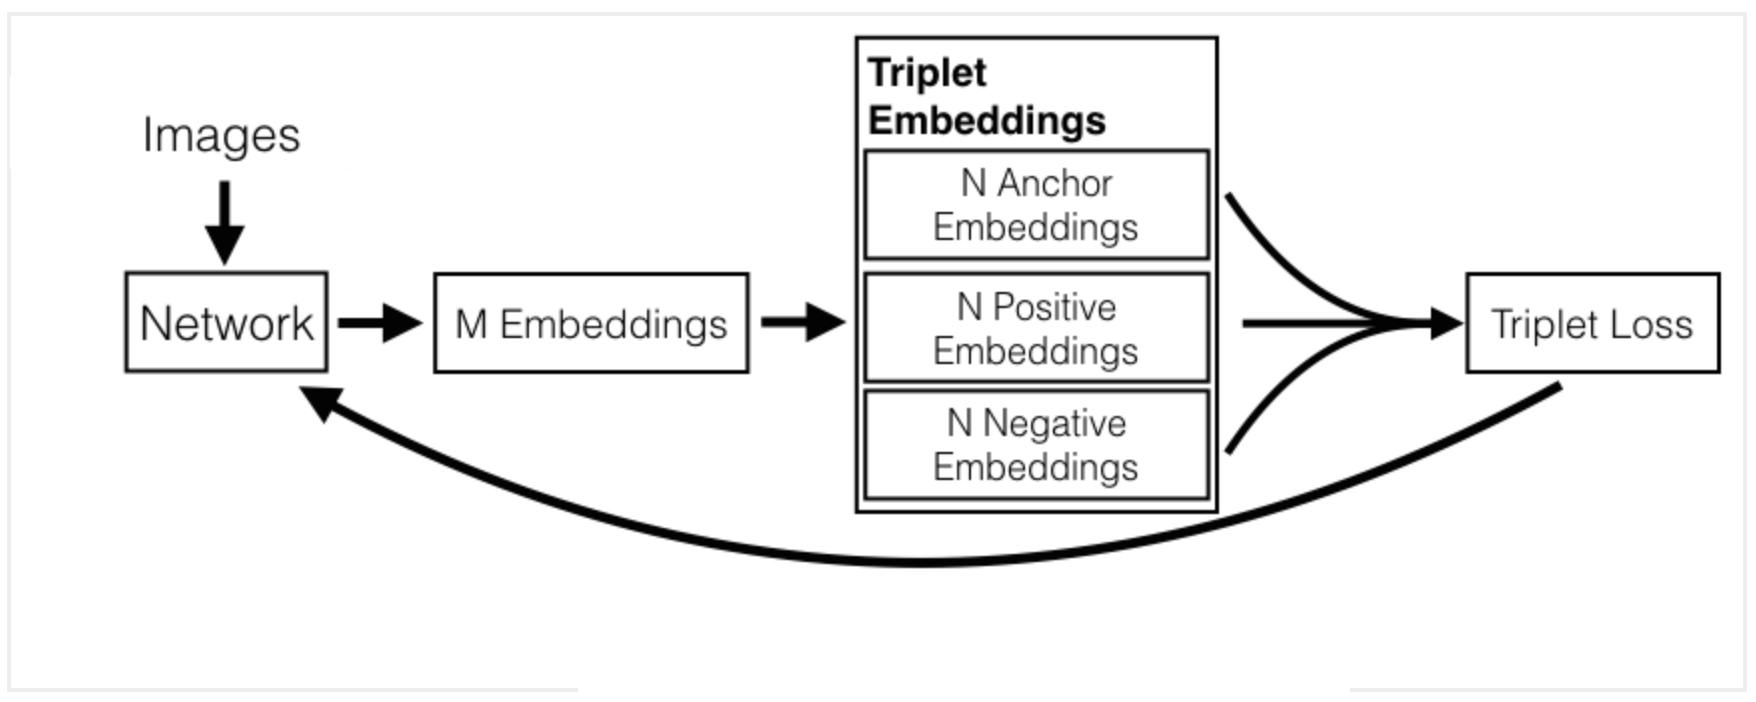 Images
Network
M Embeddings
Triplet
Embeddings
N Anchor
Embeddings
N Positive
Embeddings
N Negative
Embeddings
Triplet Loss